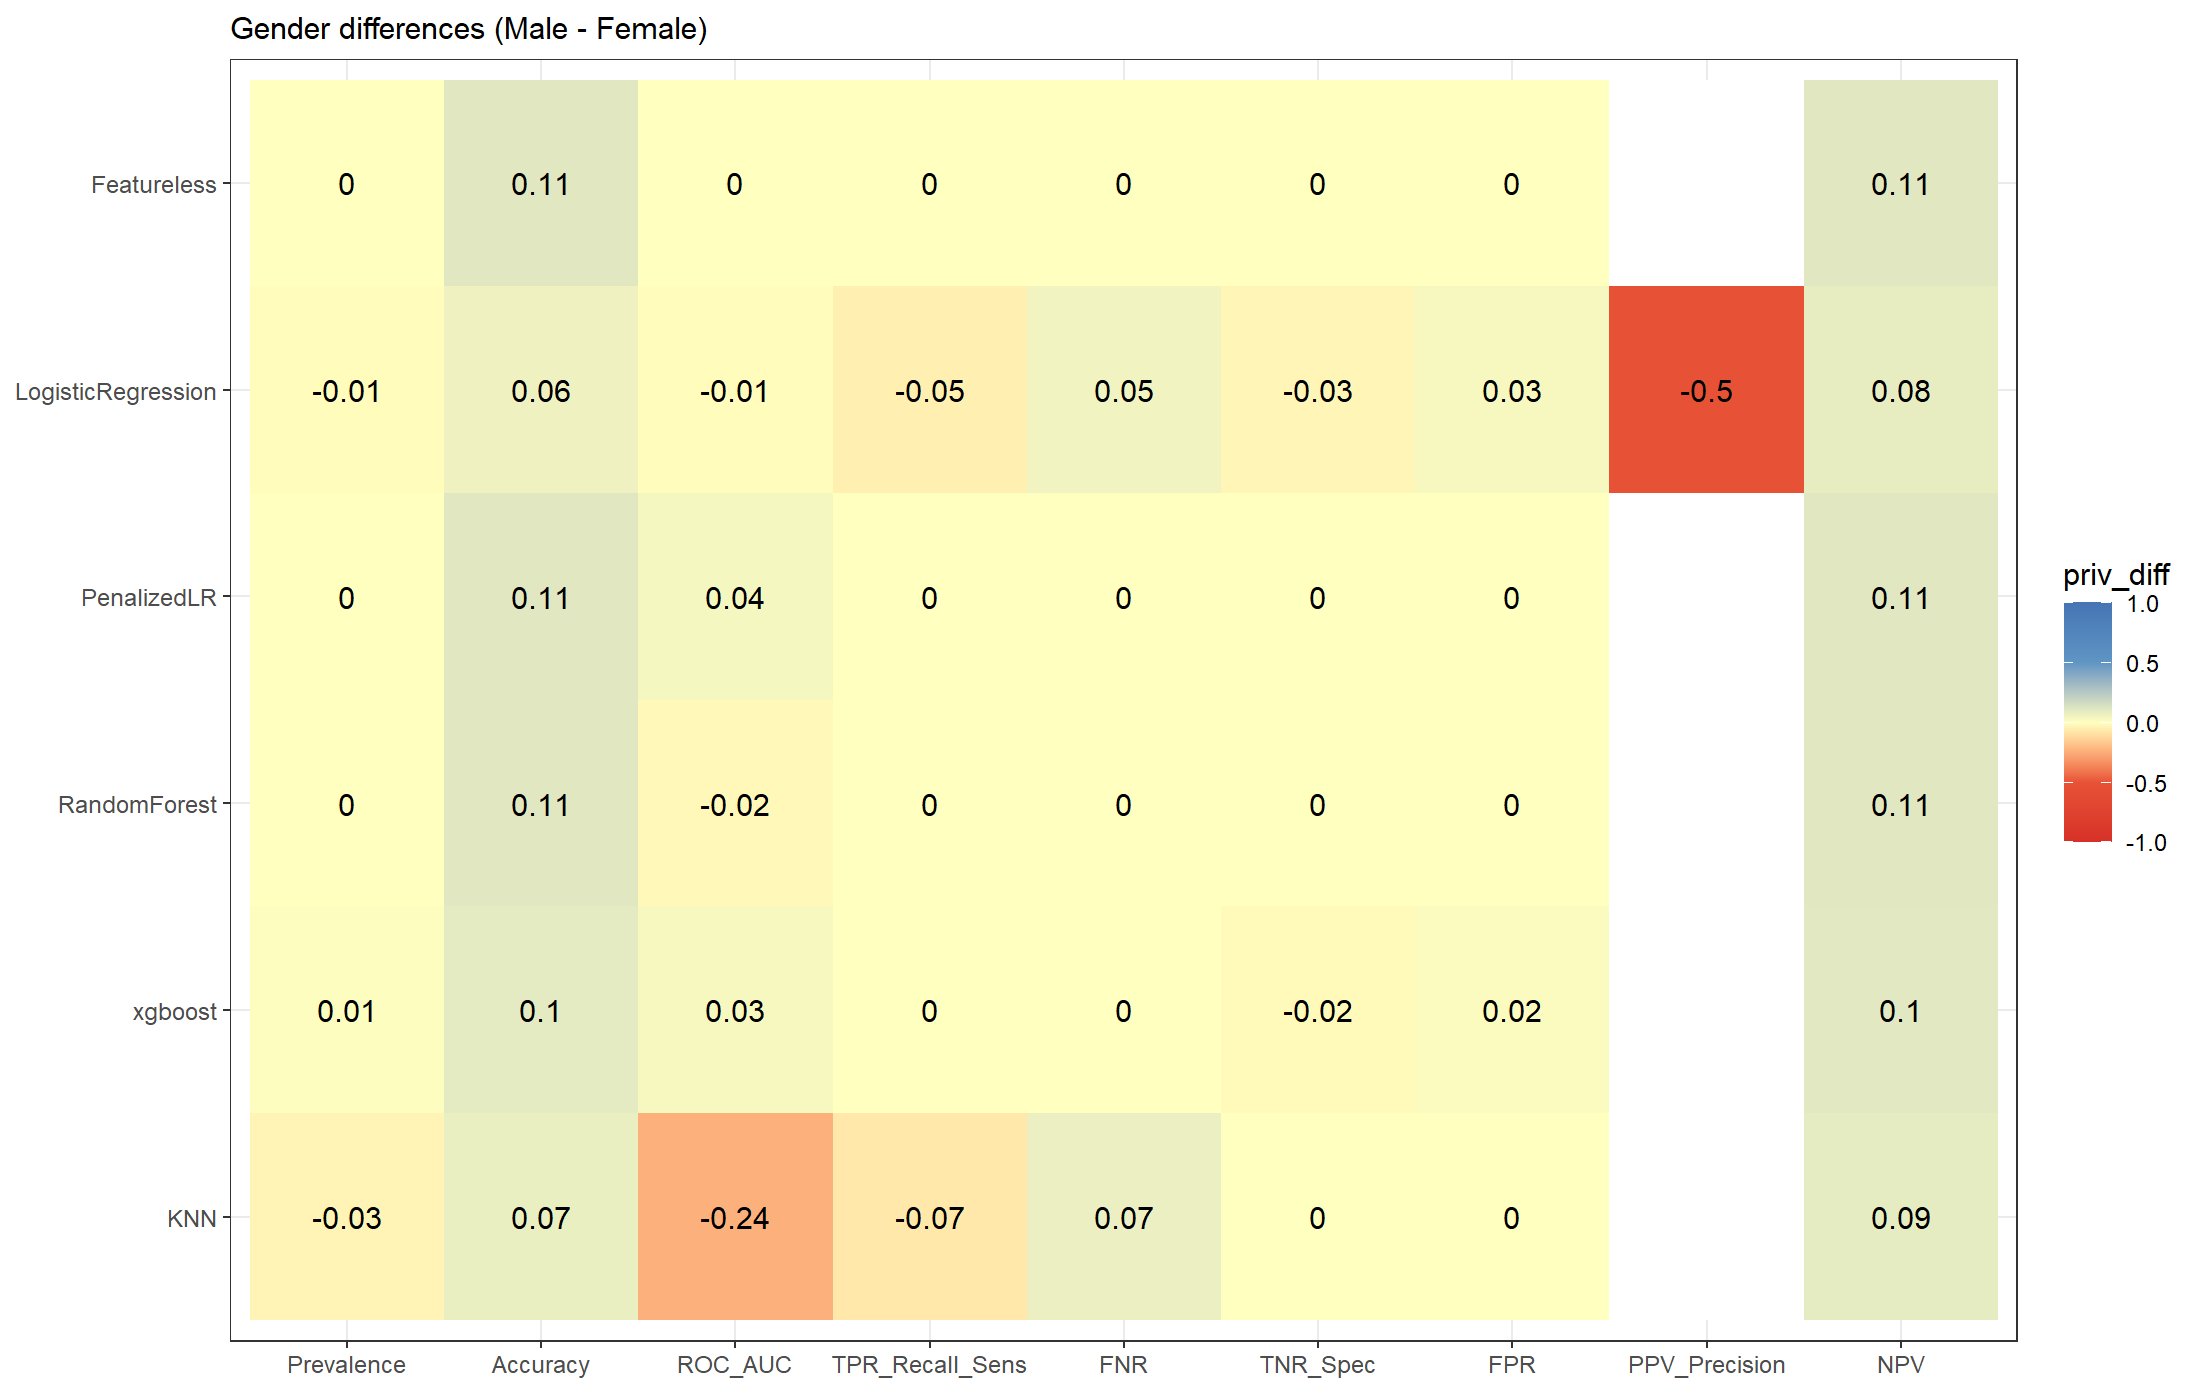 Gender differences (Male - Female)
Featureless 0 0.11 0 0 0 0 0 0.11
LogisticRegression -0.01 0.06 -0.01 -0.05 0.05 -0.03 0.03 -0.5 0.08
PenalizedLR 0 0.11 0.04 0 0 0 0 0.11
RandomForest 0 0.11 -0.02 0 0 0 0 0.11
xgboost 0.01 0.1 0.03 0 0 -0.02 0.02 0.1
KNN -0.03 0.07 -0.24 -0.07 0.07 0 0 0.09
Prevalence Accuracy ROC_AUC TPR_Recall_Sens FNR TNR_Spec FPR PPV_Precision NPV
priv_diff
1.0
0.5
0.0
-0.5
-1.0